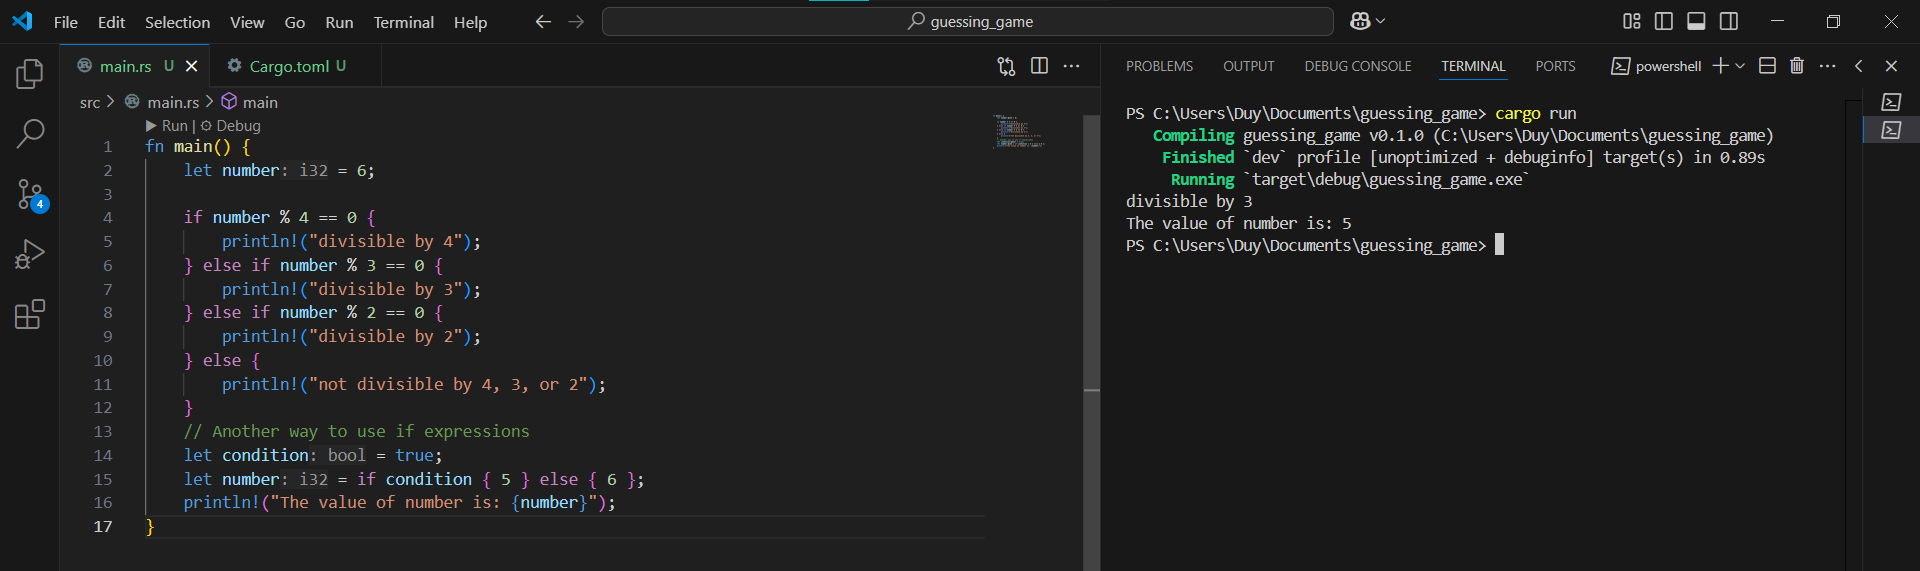 File Edit Selection View Go Run Terminal Help
guessing_game
main.rs U
Cargo.toml U
src > main.rs > main
Run | Debug
1 fn main() {
2 let number: i32 = 6;
3
4 if number % 4 == 0 {
5 println!("divisible by 4");
6 } else if number % 3 == 0 {
7 println!("divisible by 3");
8 } else if number % 2 == 0 {
9 println!("divisible by 2");
10 } else {
11 println!("not divisible by 4, 3, or 2");
12 }
13 // Another way to use if expressions
14 let condition: bool = true;
15 let number: i32 = if condition { 5 } else { 6 };
16 println!("The value of number is: {number}");
17 }
4
PROBLEMS OUTPUT DEBUG CONSOLE TERMINAL PORTS powershell
PS C:\Users\Duy\Documents\guessing_game> cargo run
Compiling guessing_game v0.1.0 (C:\Users\Duy\Documents\guessing_game)
Finished `dev` profile [unoptimized + debuginfo] target(s) in 0.89s
Running `target\debug\guessing_game.exe`
divisible by 3
The value of number is: 5
PS C:\Users\Duy\Documents\guessing_game>